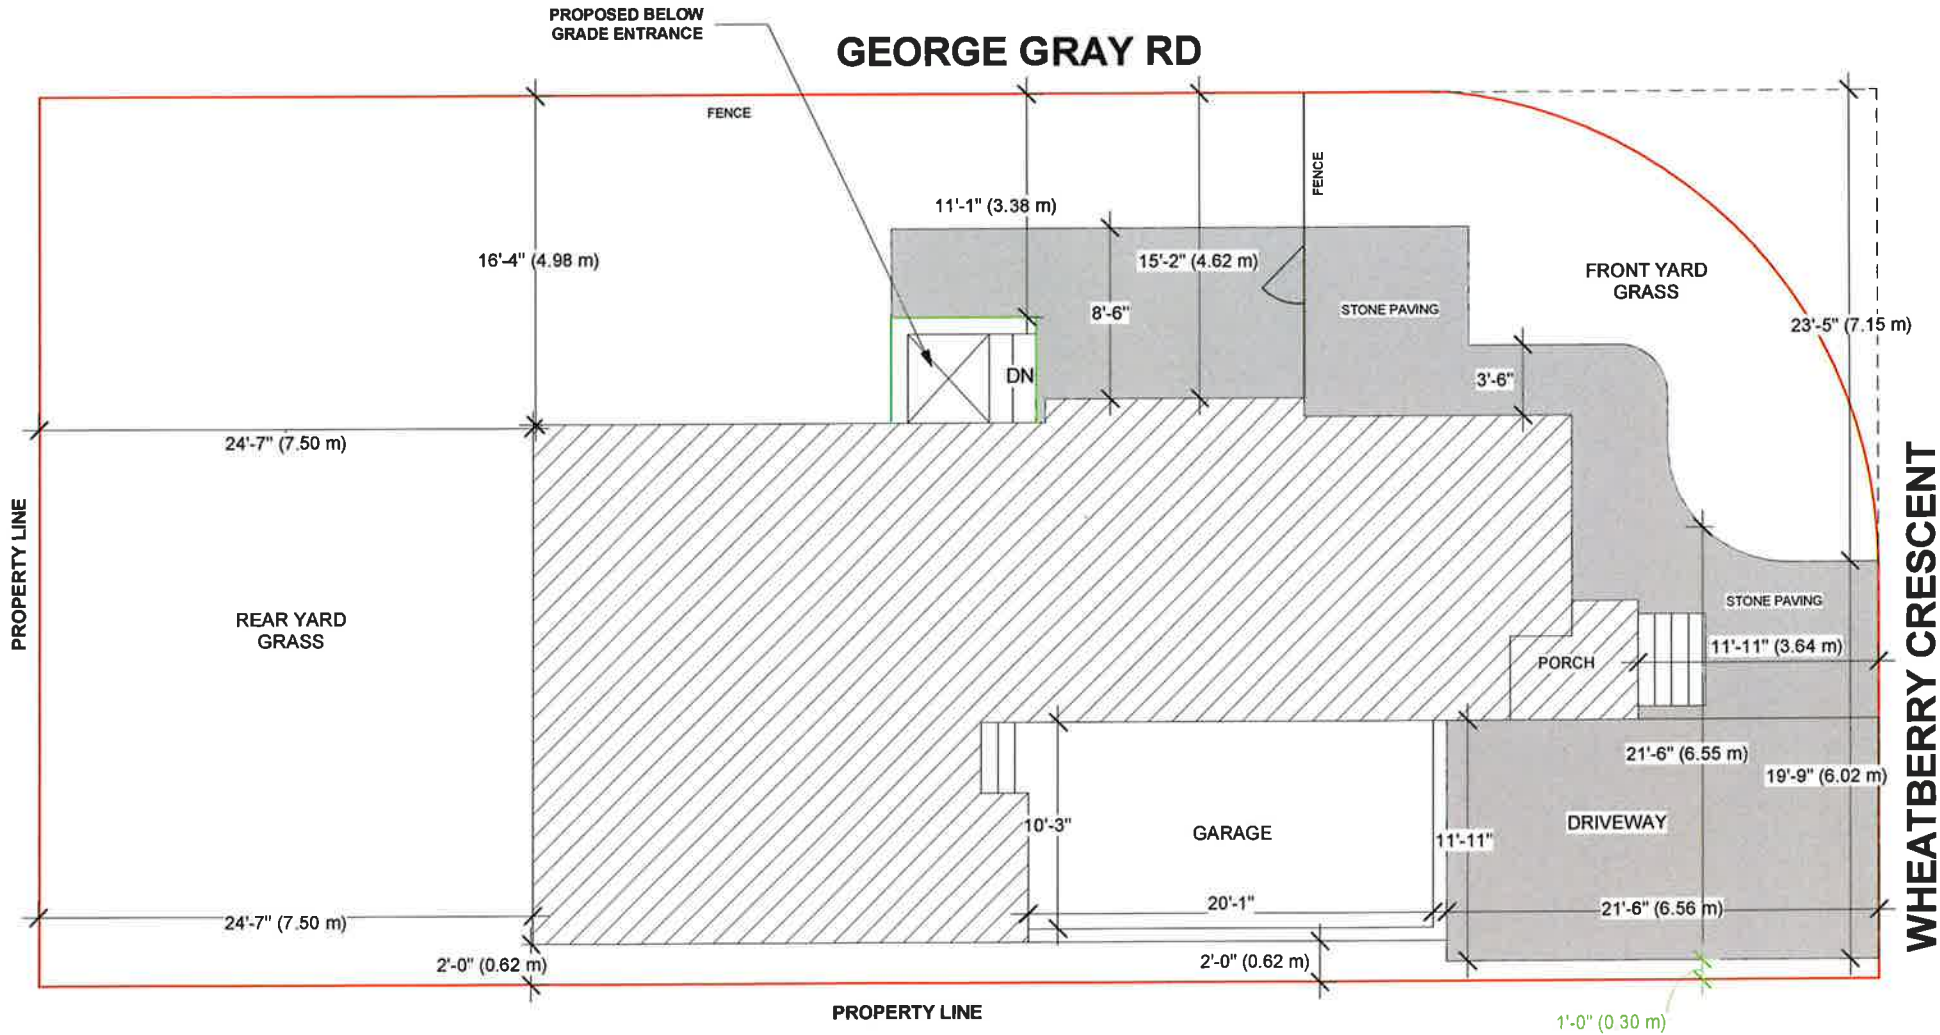 PROPOSED BELOW
GRADE ENTRANCE
GEORGE GRAY RD
FENCE
FENCE
11'-1" (3.38 m)
16'-4" (4.98 m)
15'-2" (4.62 m)
FRONT YARD
GRASS
8'-6"
STONE PAVING
23'-5" (7.15 m)
DN
3'-6"
24'-7" (7.50 m)
PROPERTY LINE
WHEATBERRY CRESCENT
REAR YARD
GRASS
STONE PAVING
11'-11" (3.64 m)
PORCH
21'-6" (6.55 m)
19'-9" (6.02 m)
10'-3"
GARAGE
DRIVEWAY
11'-11"
20'-1"
21'-6" (6.56 m)
24'-7" (7.50 m)
2'-0" (0.62 m)
2'-0" (0.62 m)
PROPERTY LINE
1'-0" (0 30 m)